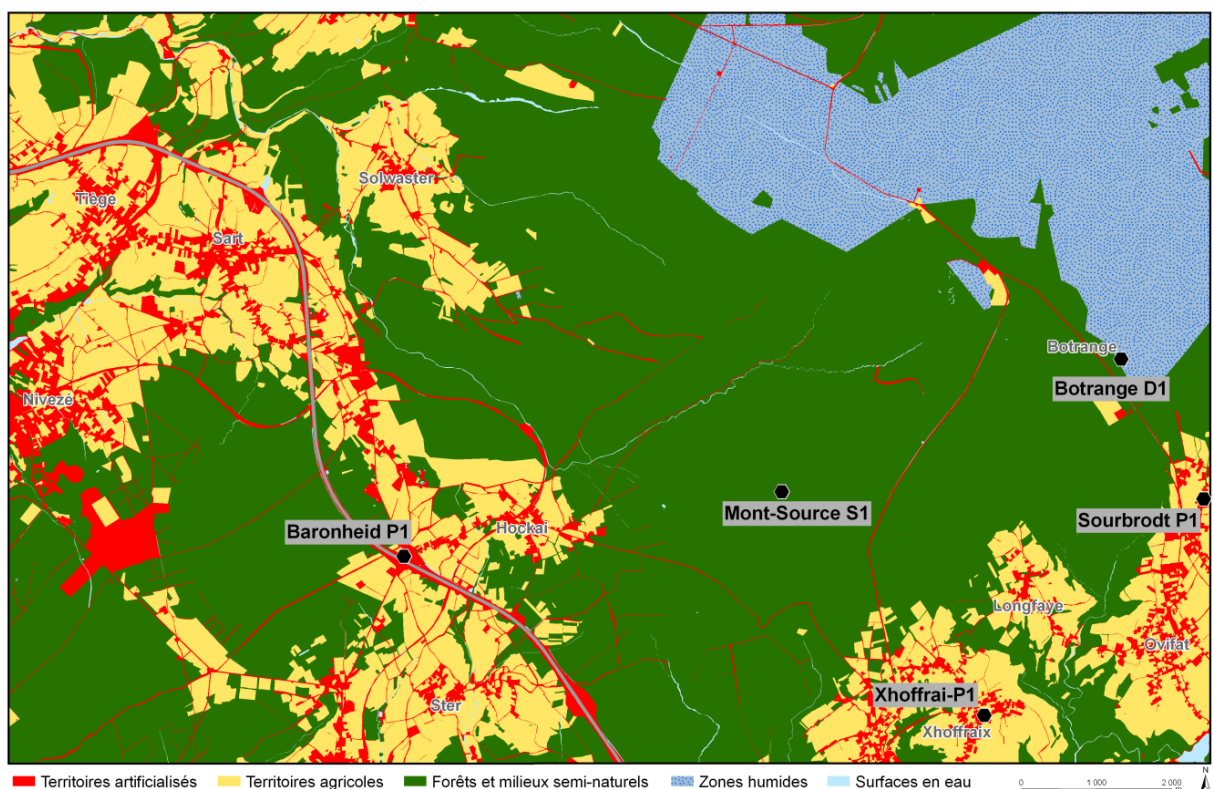 Solwaster
Tiège
Sart
Botrange
Botrange D1
Nivezé
Mont-Source S1
Sourbrodt P1
Baronheid P1
Hockai
Longfaye
Ovifat
Xhoffrai-P1
Ster
Xhoffraix
Territoires artificialisés Territoires agricoles Forêts et milieux semi-naturels Zones humides Surfaces en eau
0 1 000 2 000
m
N